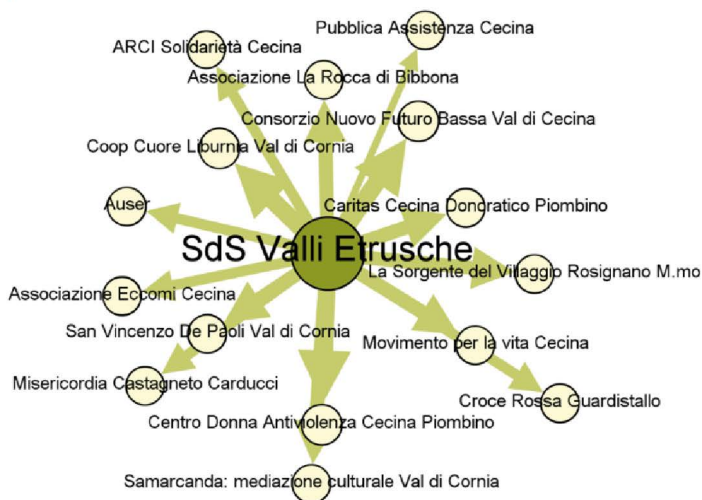 Pubblica Assistenza Cecina
ARCI Solidarietà Cecina
Associazione La Rocca di Bibbona
Consorzio Nuovo Futuro Bassa Val di Cecina
Coop Cuore Liburnia Val di Cornia
Auser
Caritas Cecina Donoratico Piombino
SdS Valli Etrusche
La Sorgente del Villaggio Rosignano M.mo
Associazione Eccomi Cecina
San Vincenzo De Paoli Val di Cornia
Movimento per la vita Cecina
Misericordia Castagneto Carducci
Croce Rossa Guardistallo
Centro Donna Antiviolenza Cecina Piombino
Samarcanda: mediazione culturale Val di Cornia